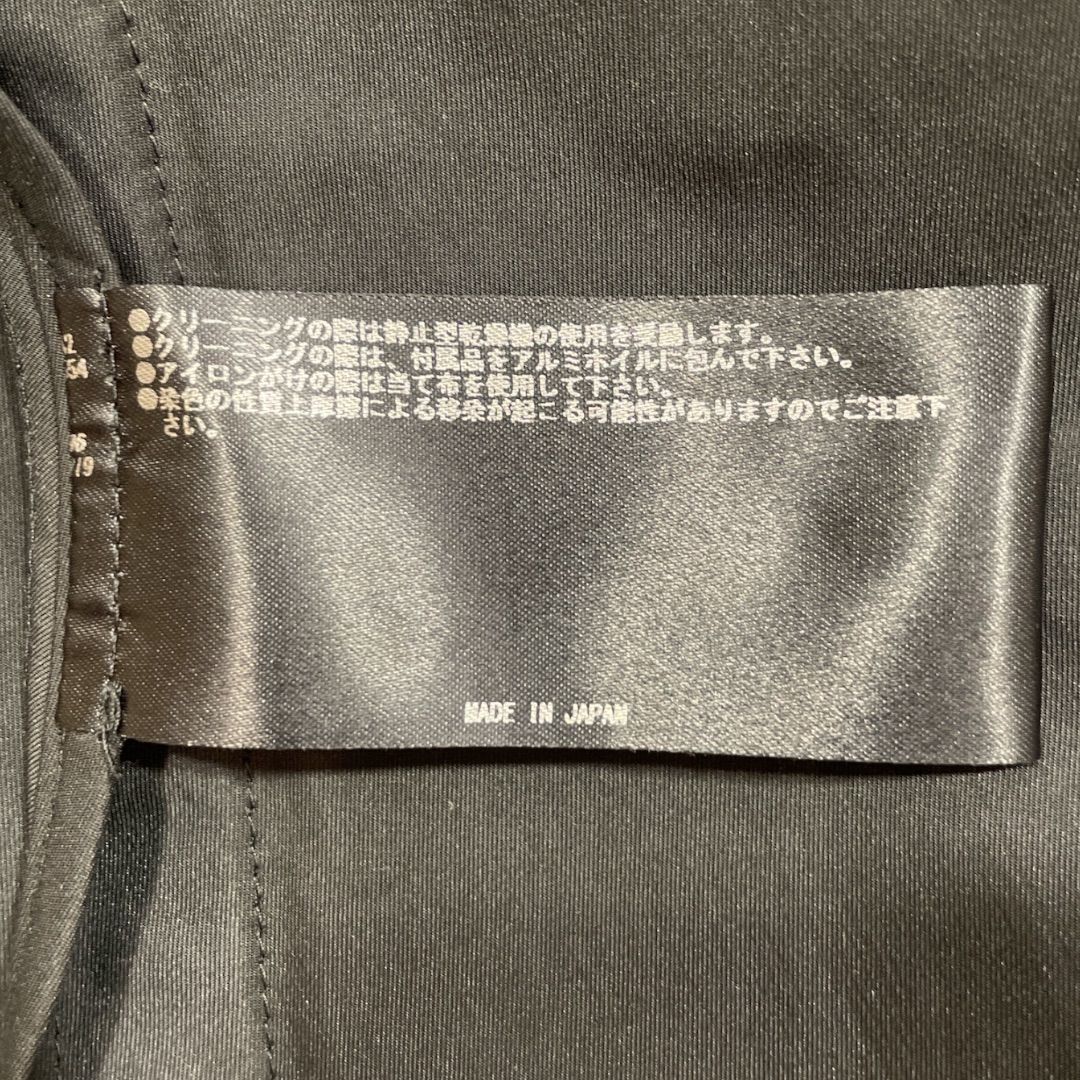 ●クリーニングの際は静止型乾燥機の使用を受諭します。
●クリーニングの際は、付属品をアルミホイルに包んで下さい。
●アイロンがけの際は当て布を使用して下さい。
●染色の性質上摩擦による移染が起こる可能性がありますのでご注意下
さい。
54
/9
MADE IN JAPAN